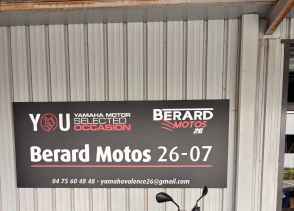 YOU YAMAHA MOTOR
SELECTED
OCCASION
BERARD
MOTOS
26
Berard Motos 26-07
04 75 60 48 48 - yamahavalence26@gmail.com